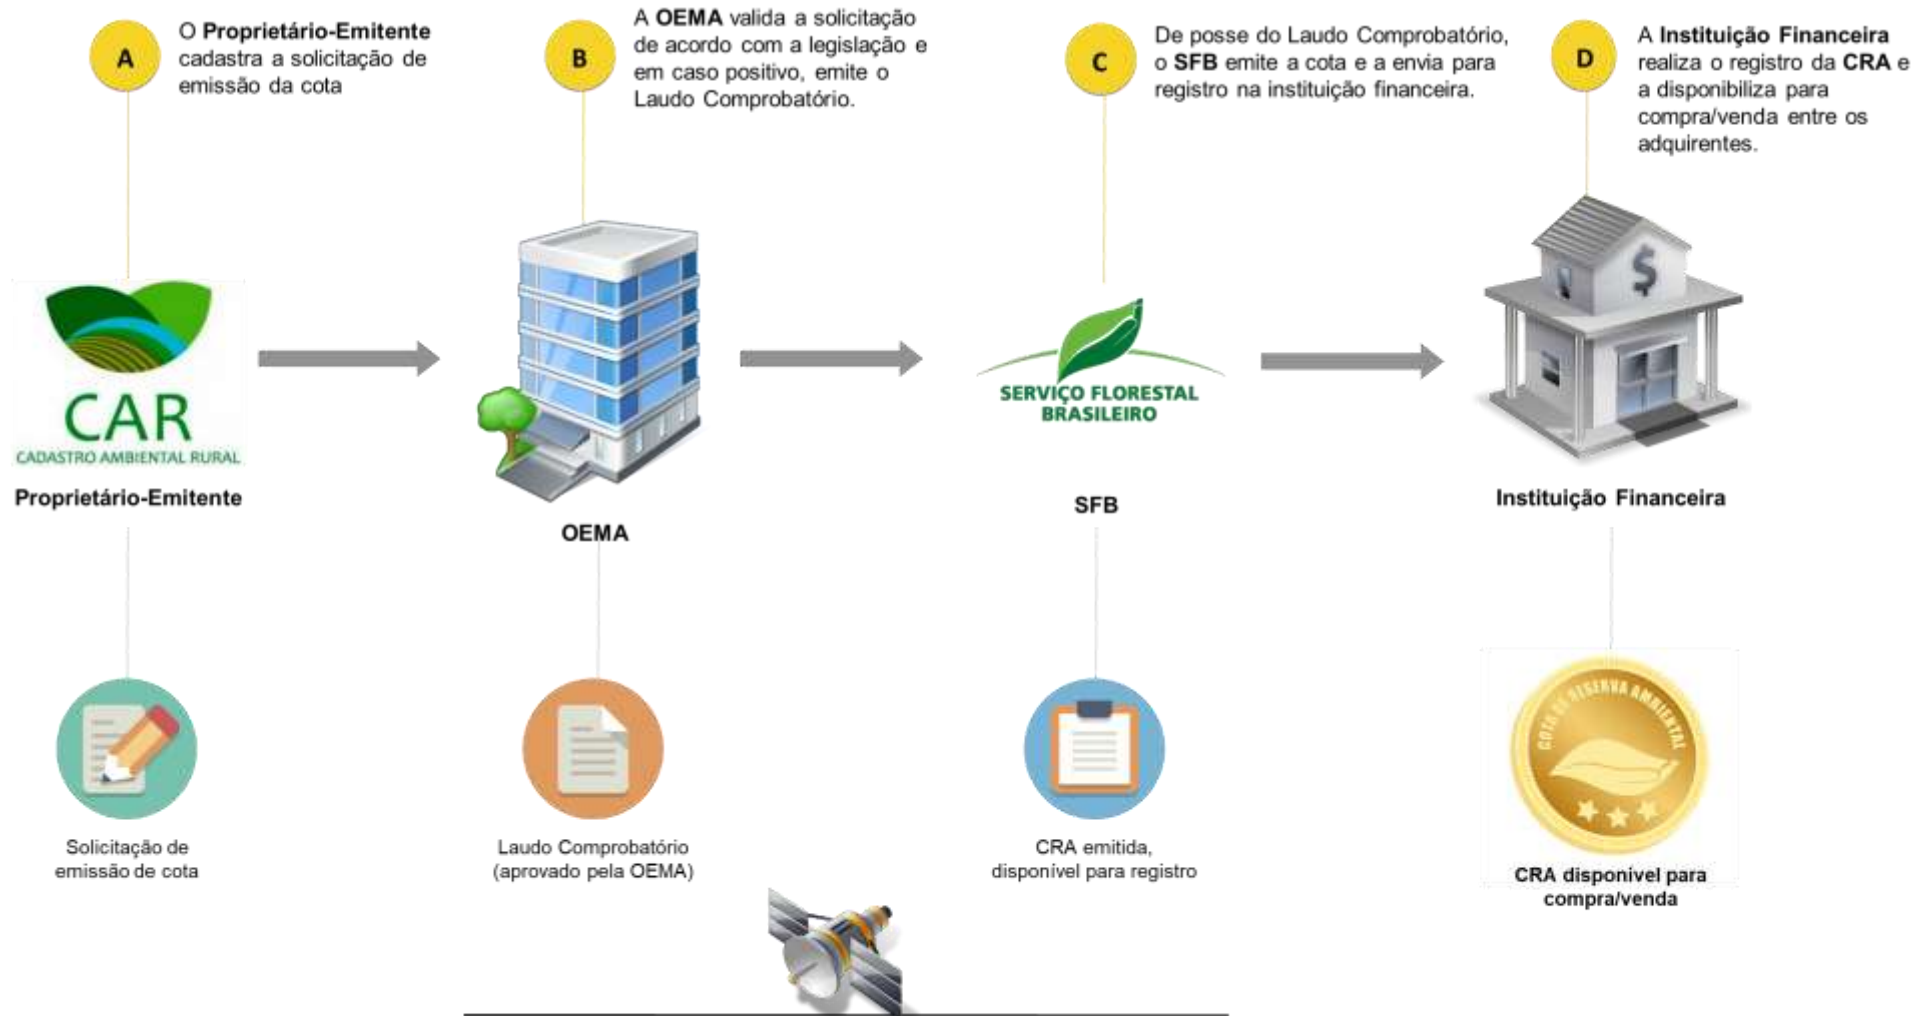 A
O Proprietário-Emitente
cadastra a solicitação de
emissão da cota
B
A OEMA valida a solicitação
de acordo com a legislação e
em caso positivo, emite o
Laudo Comprobatório.
C
De posse do Laudo Comprobatório,
o SFB emite a cota e a envia para
registro na instituição financeira.
D
A Instituição Financeira
realiza o registro da CRA e
a disponibiliza para
compra/venda entre os
adquirentes.
CAR
CADASTRO AMBIENTAL RURAL
Proprietário-Emitente
OEMA
SERVIÇO FLORESTAL
BRASILEIRO
SFB
$
Instituição Financeira
Solicitação de
emissão de cota
Laudo Comprobatório
(aprovado pela OEMA)
CRA emitida,
disponível para registro
COTA DE RESERVA AMBIENTAL
CRA disponível para
compra/venda